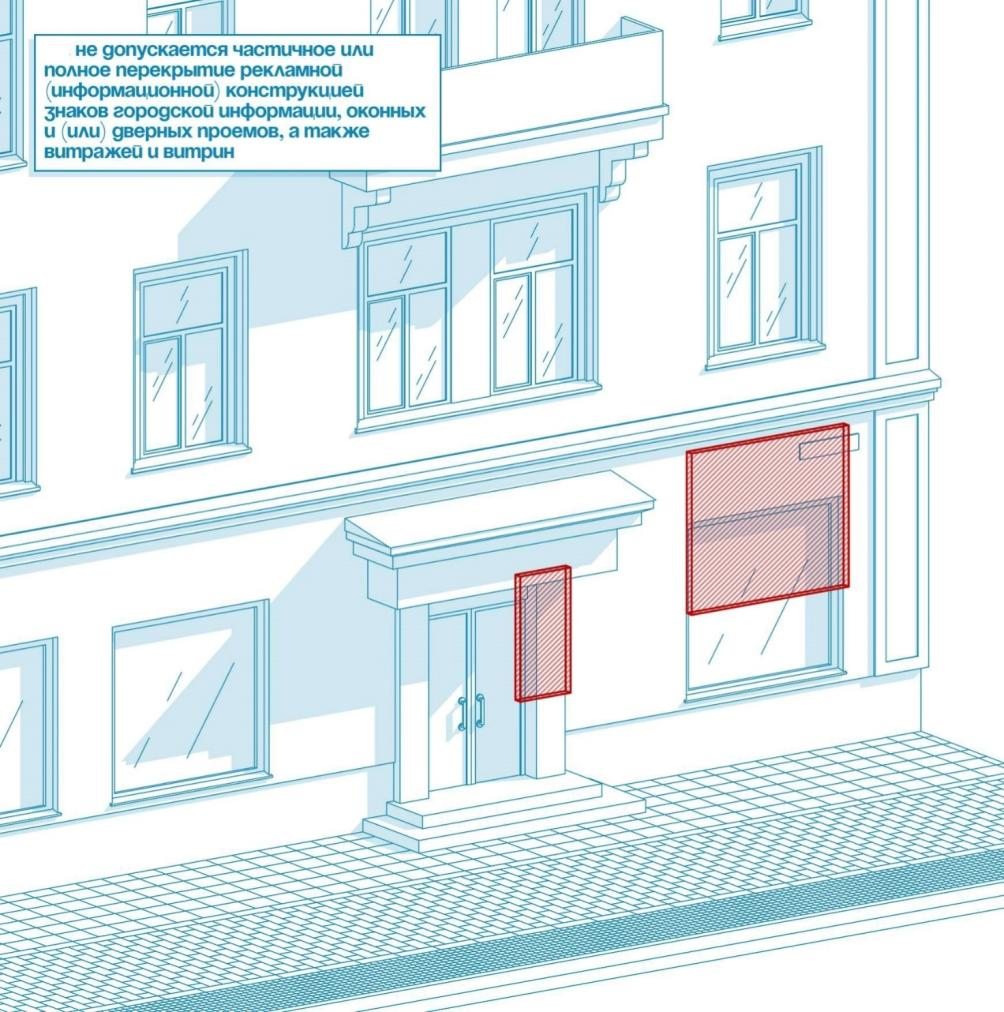 не допускается частичное или
полное перекрытие рекламной
(информационной) конструкцией
знаков городской информации, оконных
и (или) дверных проемов, а также
витражей и витрин